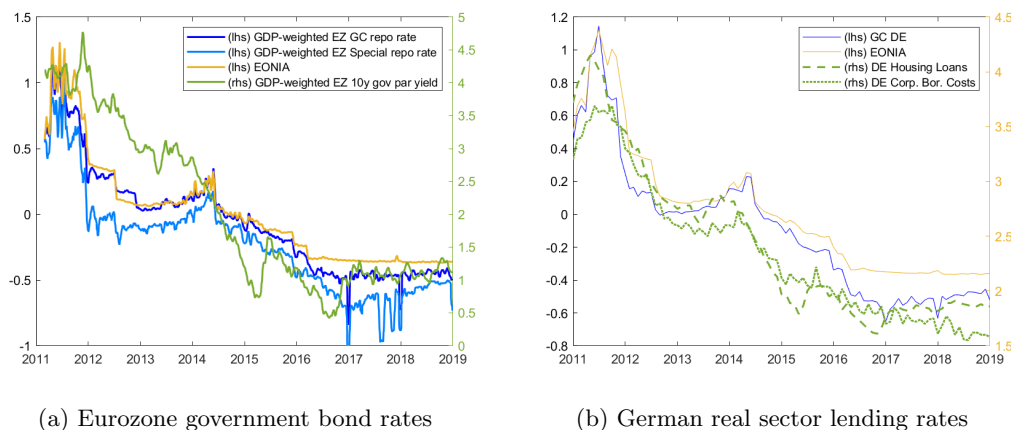 1.5
1
0.5
0
-0.5
-1
5
4.5
4
3.5
3
2.5
2
1.5
1
0.5
0
2011 2012 2013 2014 2015 2016 2017 2018 2019
(lhs) GDP-weighted EZ GC repo rate
(lhs) GDP-weighted EZ Special repo rate
(lhs) EONIA
(rhs) GDP-weighted EZ 10y gov par yield
(a) Eurozone government bond rates
1.2
1
0.8
0.6
0.4
0.2
0
-0.2
-0.4
-0.6
-0.8
4.5
4
3.5
3
2.5
2
1.5
2011 2012 2013 2014 2015 2016 2017 2018 2019
(lhs) GC DE
(lhs) EONIA
(rhs) DE Housing Loans
(rhs) DE Corp. Bor. Costs
(b) German real sector lending rates